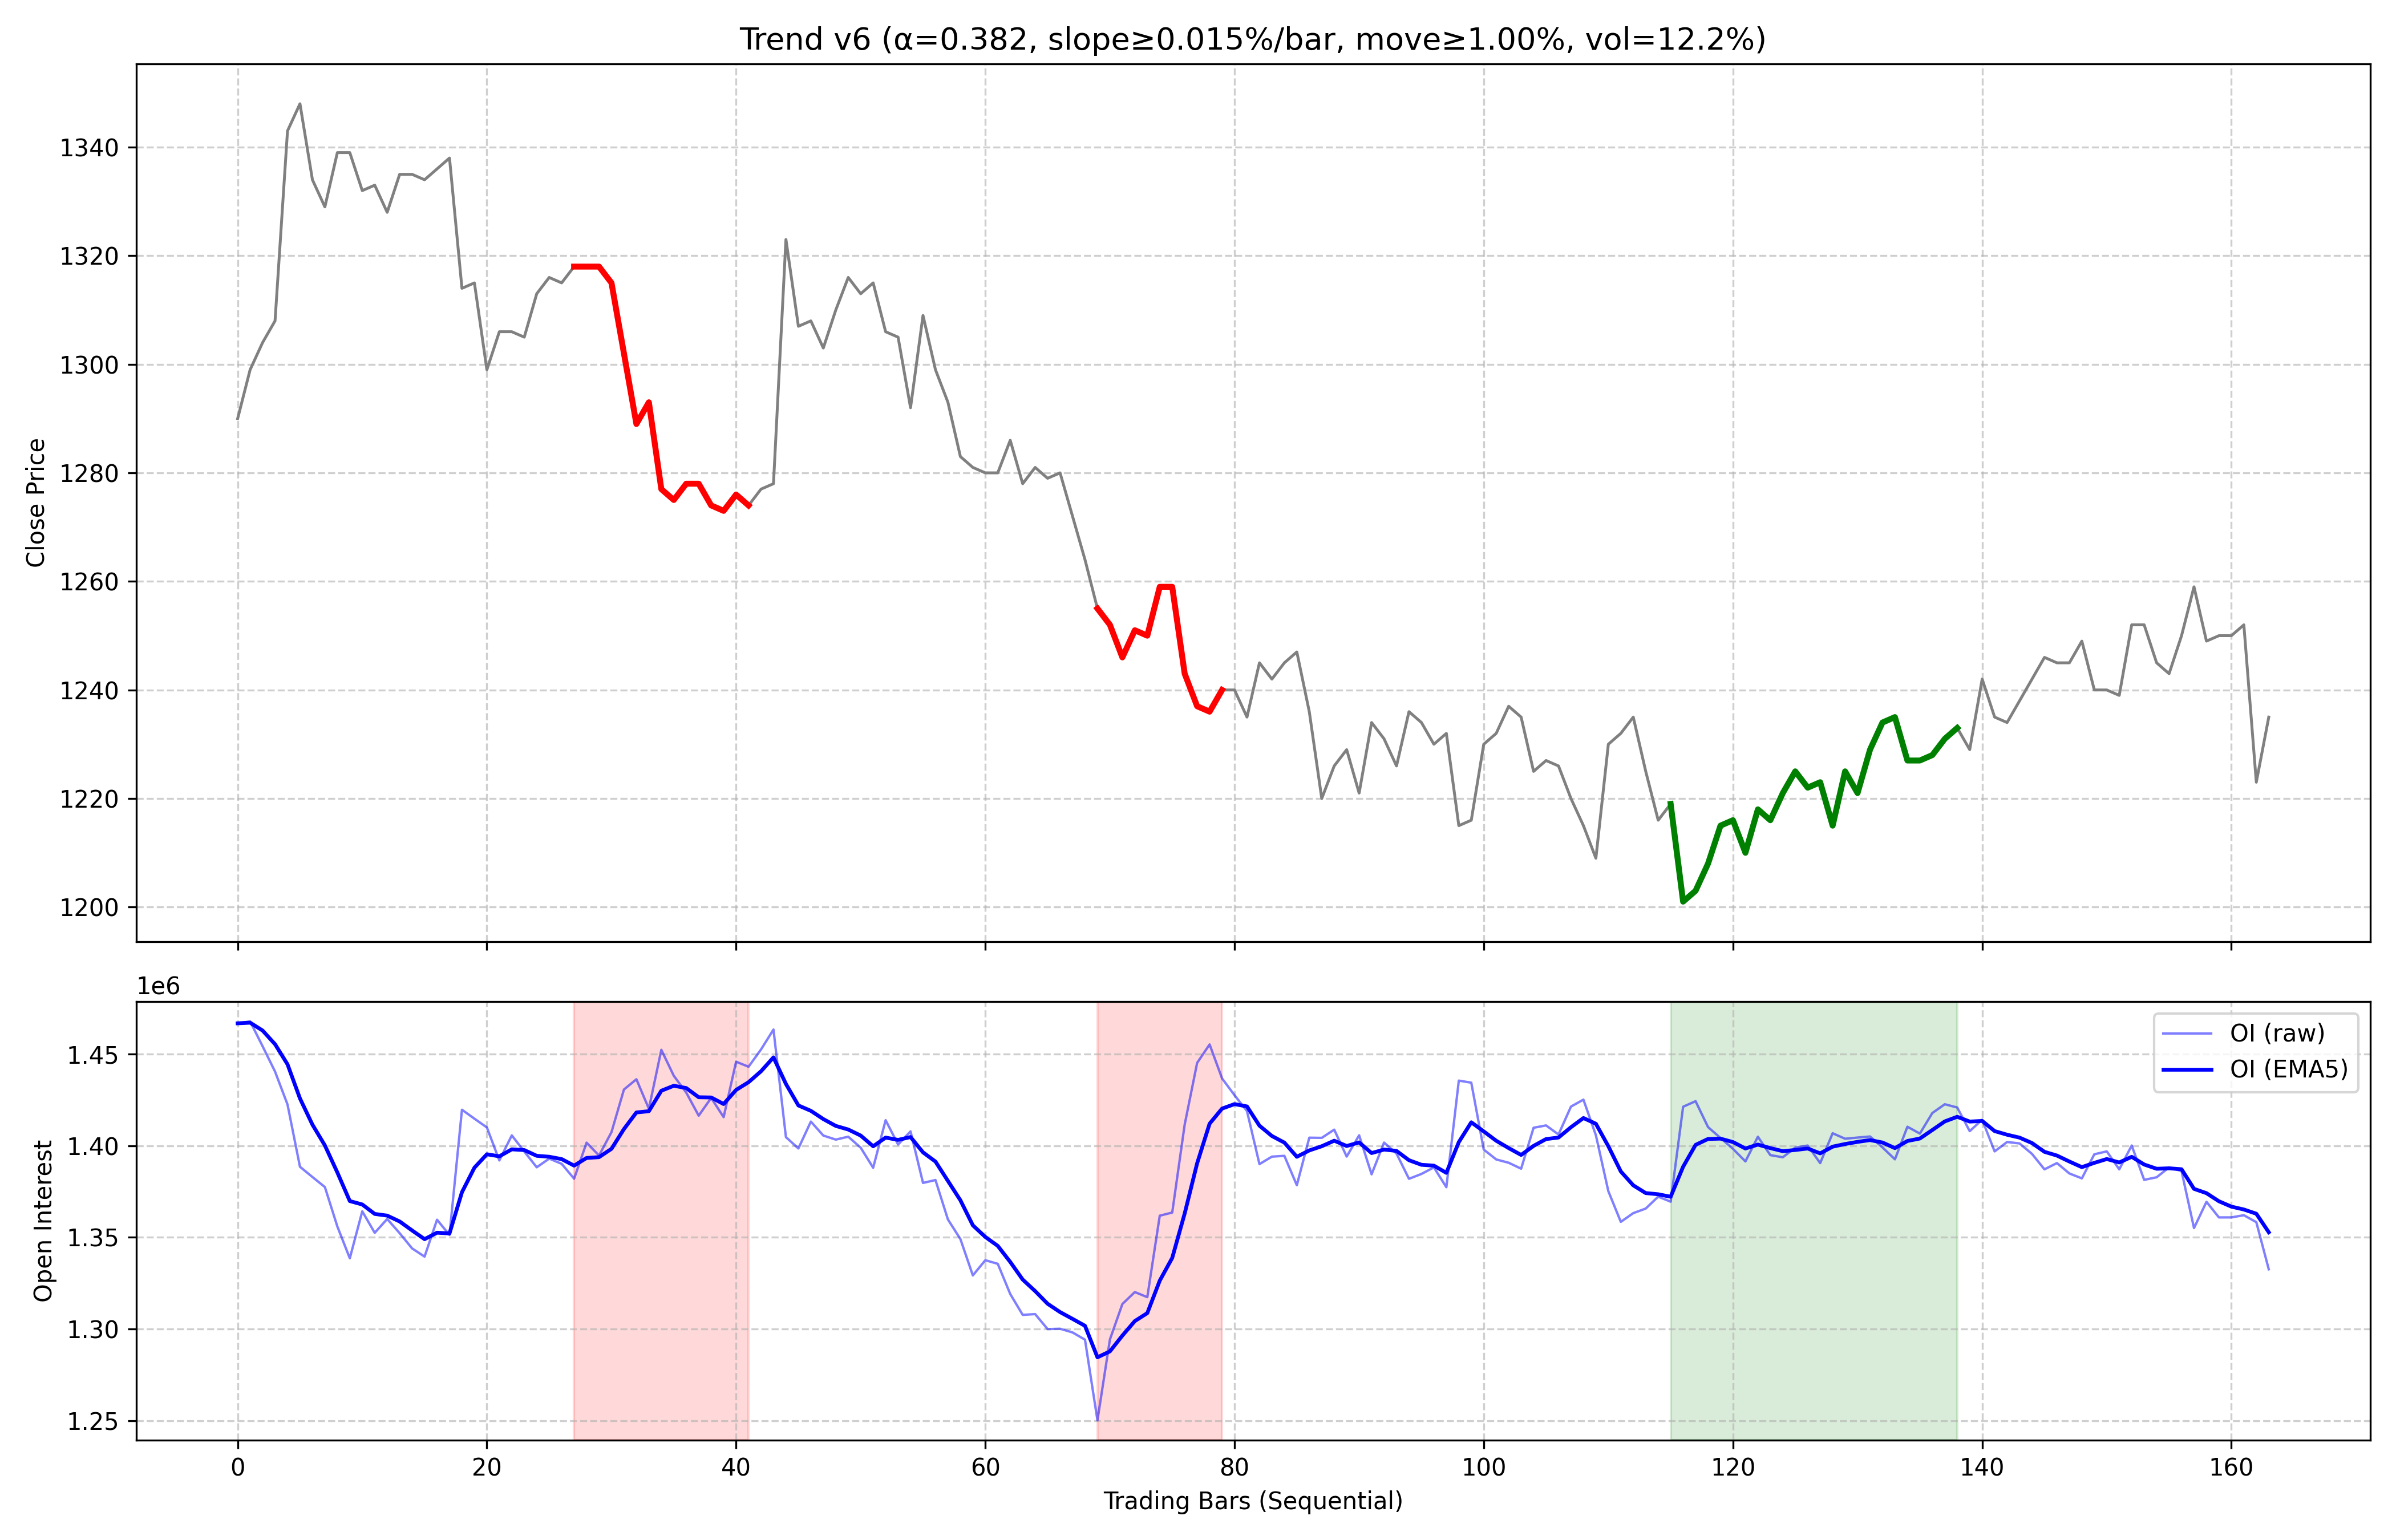 Trend v6 (α=0.382, slope≥0.015%/bar, move≥1.00%, vol=12.2%)
Close Price
1340
1320
1300
1280
1260
1240
1220
1200
1e6
Open Interest
1.45
1.40
1.35
1.30
1.25
OI (raw)
OI (EMA5)
0 20 40 60 80 100 120 140 160
Trading Bars (Sequential)